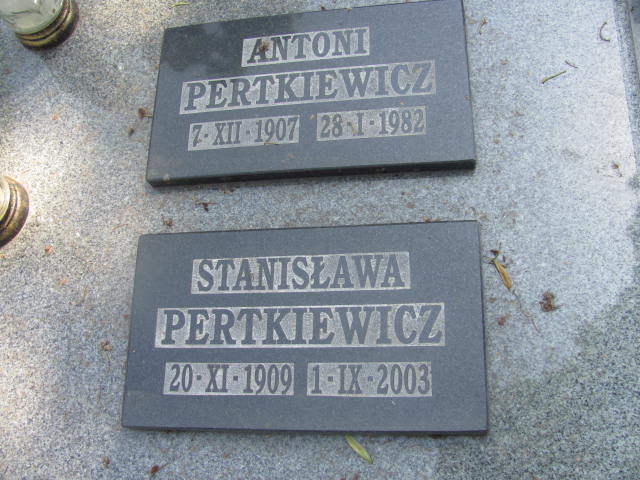 ANTONI
PERTKIEWICZ
7-XII-1907 28-I-1982
STANISŁAWA
PERTKIEWICZ
20-XI-1909 1-IX-2003